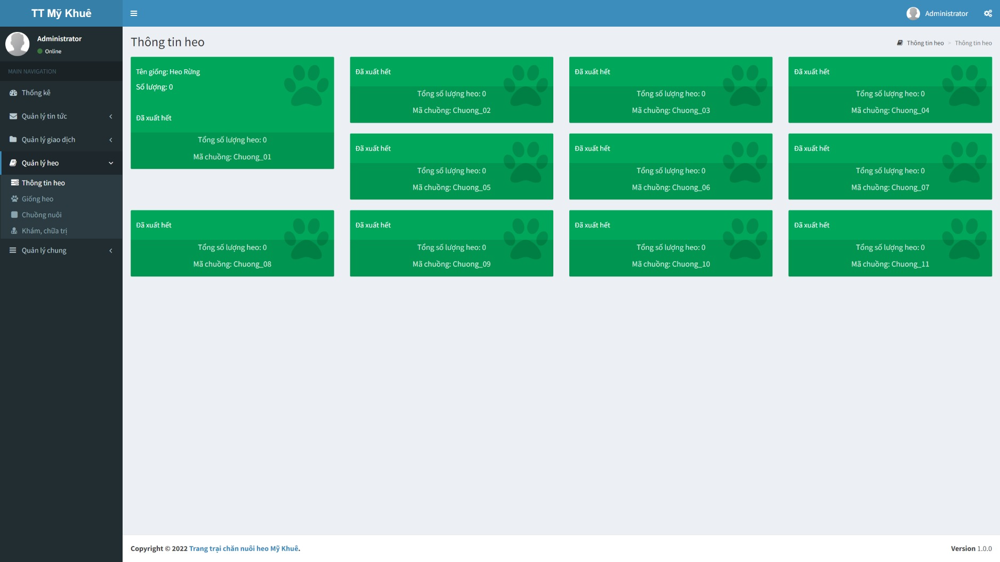 TT Mỹ Khuê
Administrator
Administrator
Online
MAIN NAVIGATION
Thống kê
Quản lý tin tức
Quản lý giao dịch
Quản lý heo
Thông tin heo
Giống heo
Chuồng nuôi
Khám, chữa trị
Quản lý chung
Thông tin heo
Thông tin heo > Thông tin heo
Tên giống: Heo Rừng
Số lượng: 0
Đã xuất hết
Tổng số lượng heo: 0
Mã chuồng: Chuong_01
Đã xuất hết
Tổng số lượng heo: 0
Mã chuồng: Chuong_02
Đã xuất hết
Tổng số lượng heo: 0
Mã chuồng: Chuong_03
Đã xuất hết
Tổng số lượng heo: 0
Mã chuồng: Chuong_04
Đã xuất hết
Tổng số lượng heo: 0
Mã chuồng: Chuong_05
Đã xuất hết
Tổng số lượng heo: 0
Mã chuồng: Chuong_06
Đã xuất hết
Tổng số lượng heo: 0
Mã chuồng: Chuong_07
Đã xuất hết
Tổng số lượng heo: 0
Mã chuồng: Chuong_08
Đã xuất hết
Tổng số lượng heo: 0
Mã chuồng: Chuong_09
Đã xuất hết
Tổng số lượng heo: 0
Mã chuồng: Chuong_10
Đã xuất hết
Tổng số lượng heo: 0
Mã chuồng: Chuong_11
Copyright © 2022 Trang trại chăn nuôi heo Mỹ Khuê.
Version 1.0.0